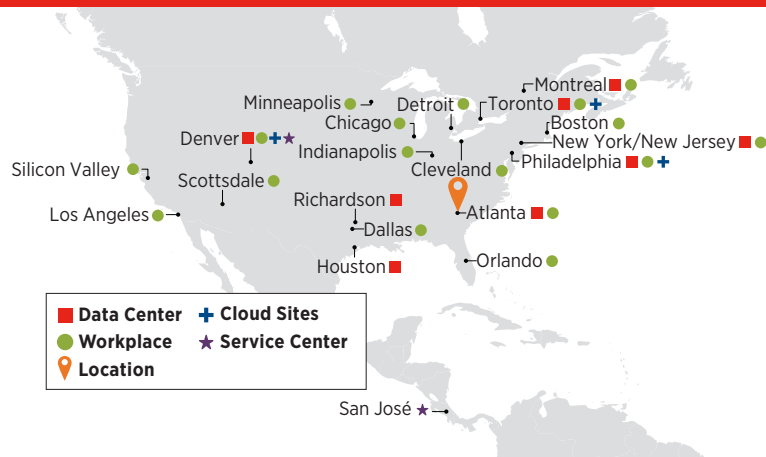 Montreal
Minneapolis
Detroit
Toronto
Chicago
Boston
Denver
New York/New Jersey
Indianapolis
Philadelphia
Silicon Valley
Cleveland
Scottsdale
Richardson
Los Angeles
Atlanta
Dallas
Houston
Orlando
Data Center
Cloud Sites
Workplace
Service Center
Location
San José